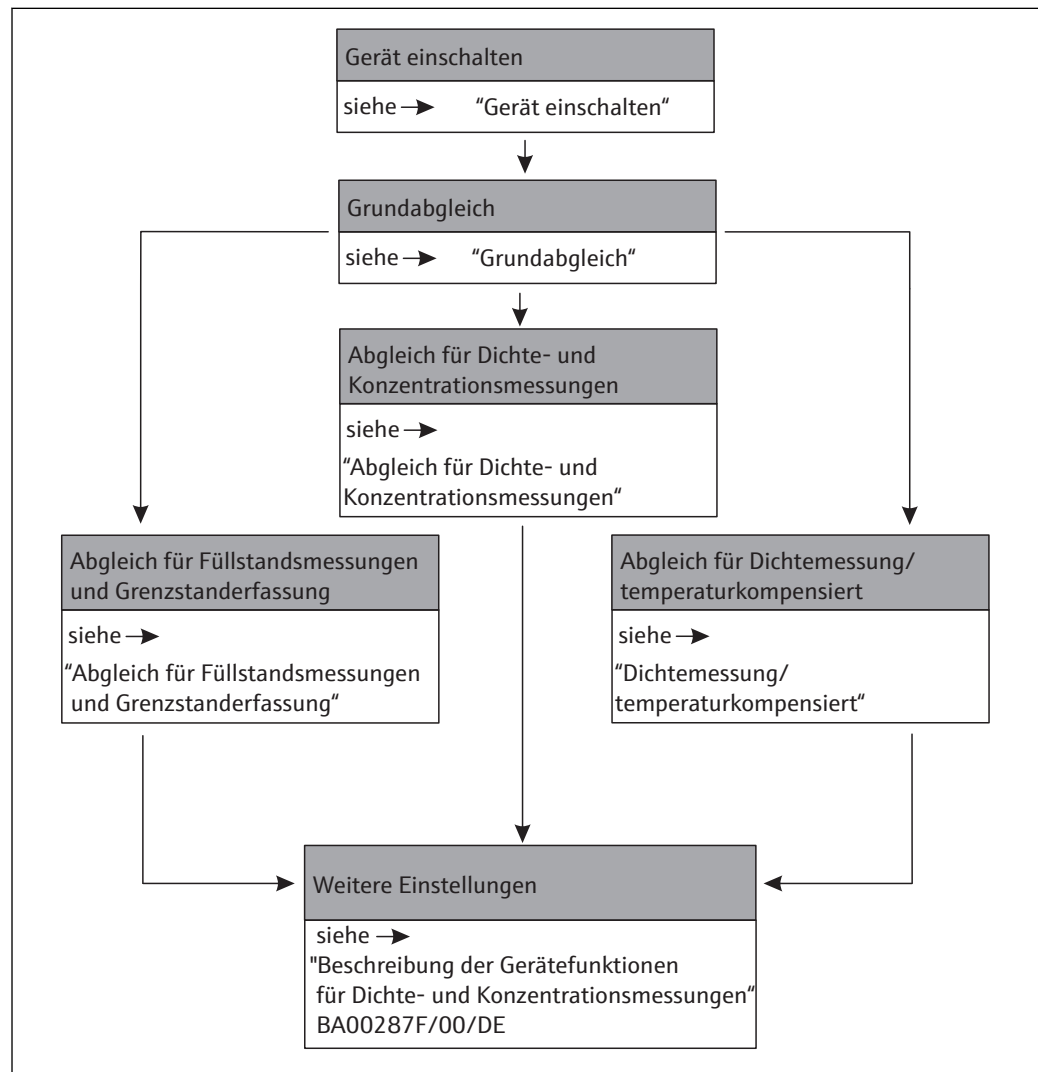 Gerät einschalten
siehe → “Gerät einschalten“
Grundabgleich
siehe → “Grundabgleich“
Abgleich für Dichte- und
Konzentrationsmessungen
siehe →
“Abgleich für Dichte- und
Konzentrationsmessungen“
Abgleich für Füllstandsmessungen
und Grenzstanderfassung
siehe →
“Abgleich für Füllstandsmessungen
und Grenzstanderfassung“
Abgleich für Dichtemessung/
temperaturkompensiert
siehe →
“Dichtemessung/
temperaturkompensiert“
Weitere Einstellungen
siehe →
"Beschreibung der Gerätefunktionen
für Dichte- und Konzentrationsmessungen“
BA00287F/00/DE